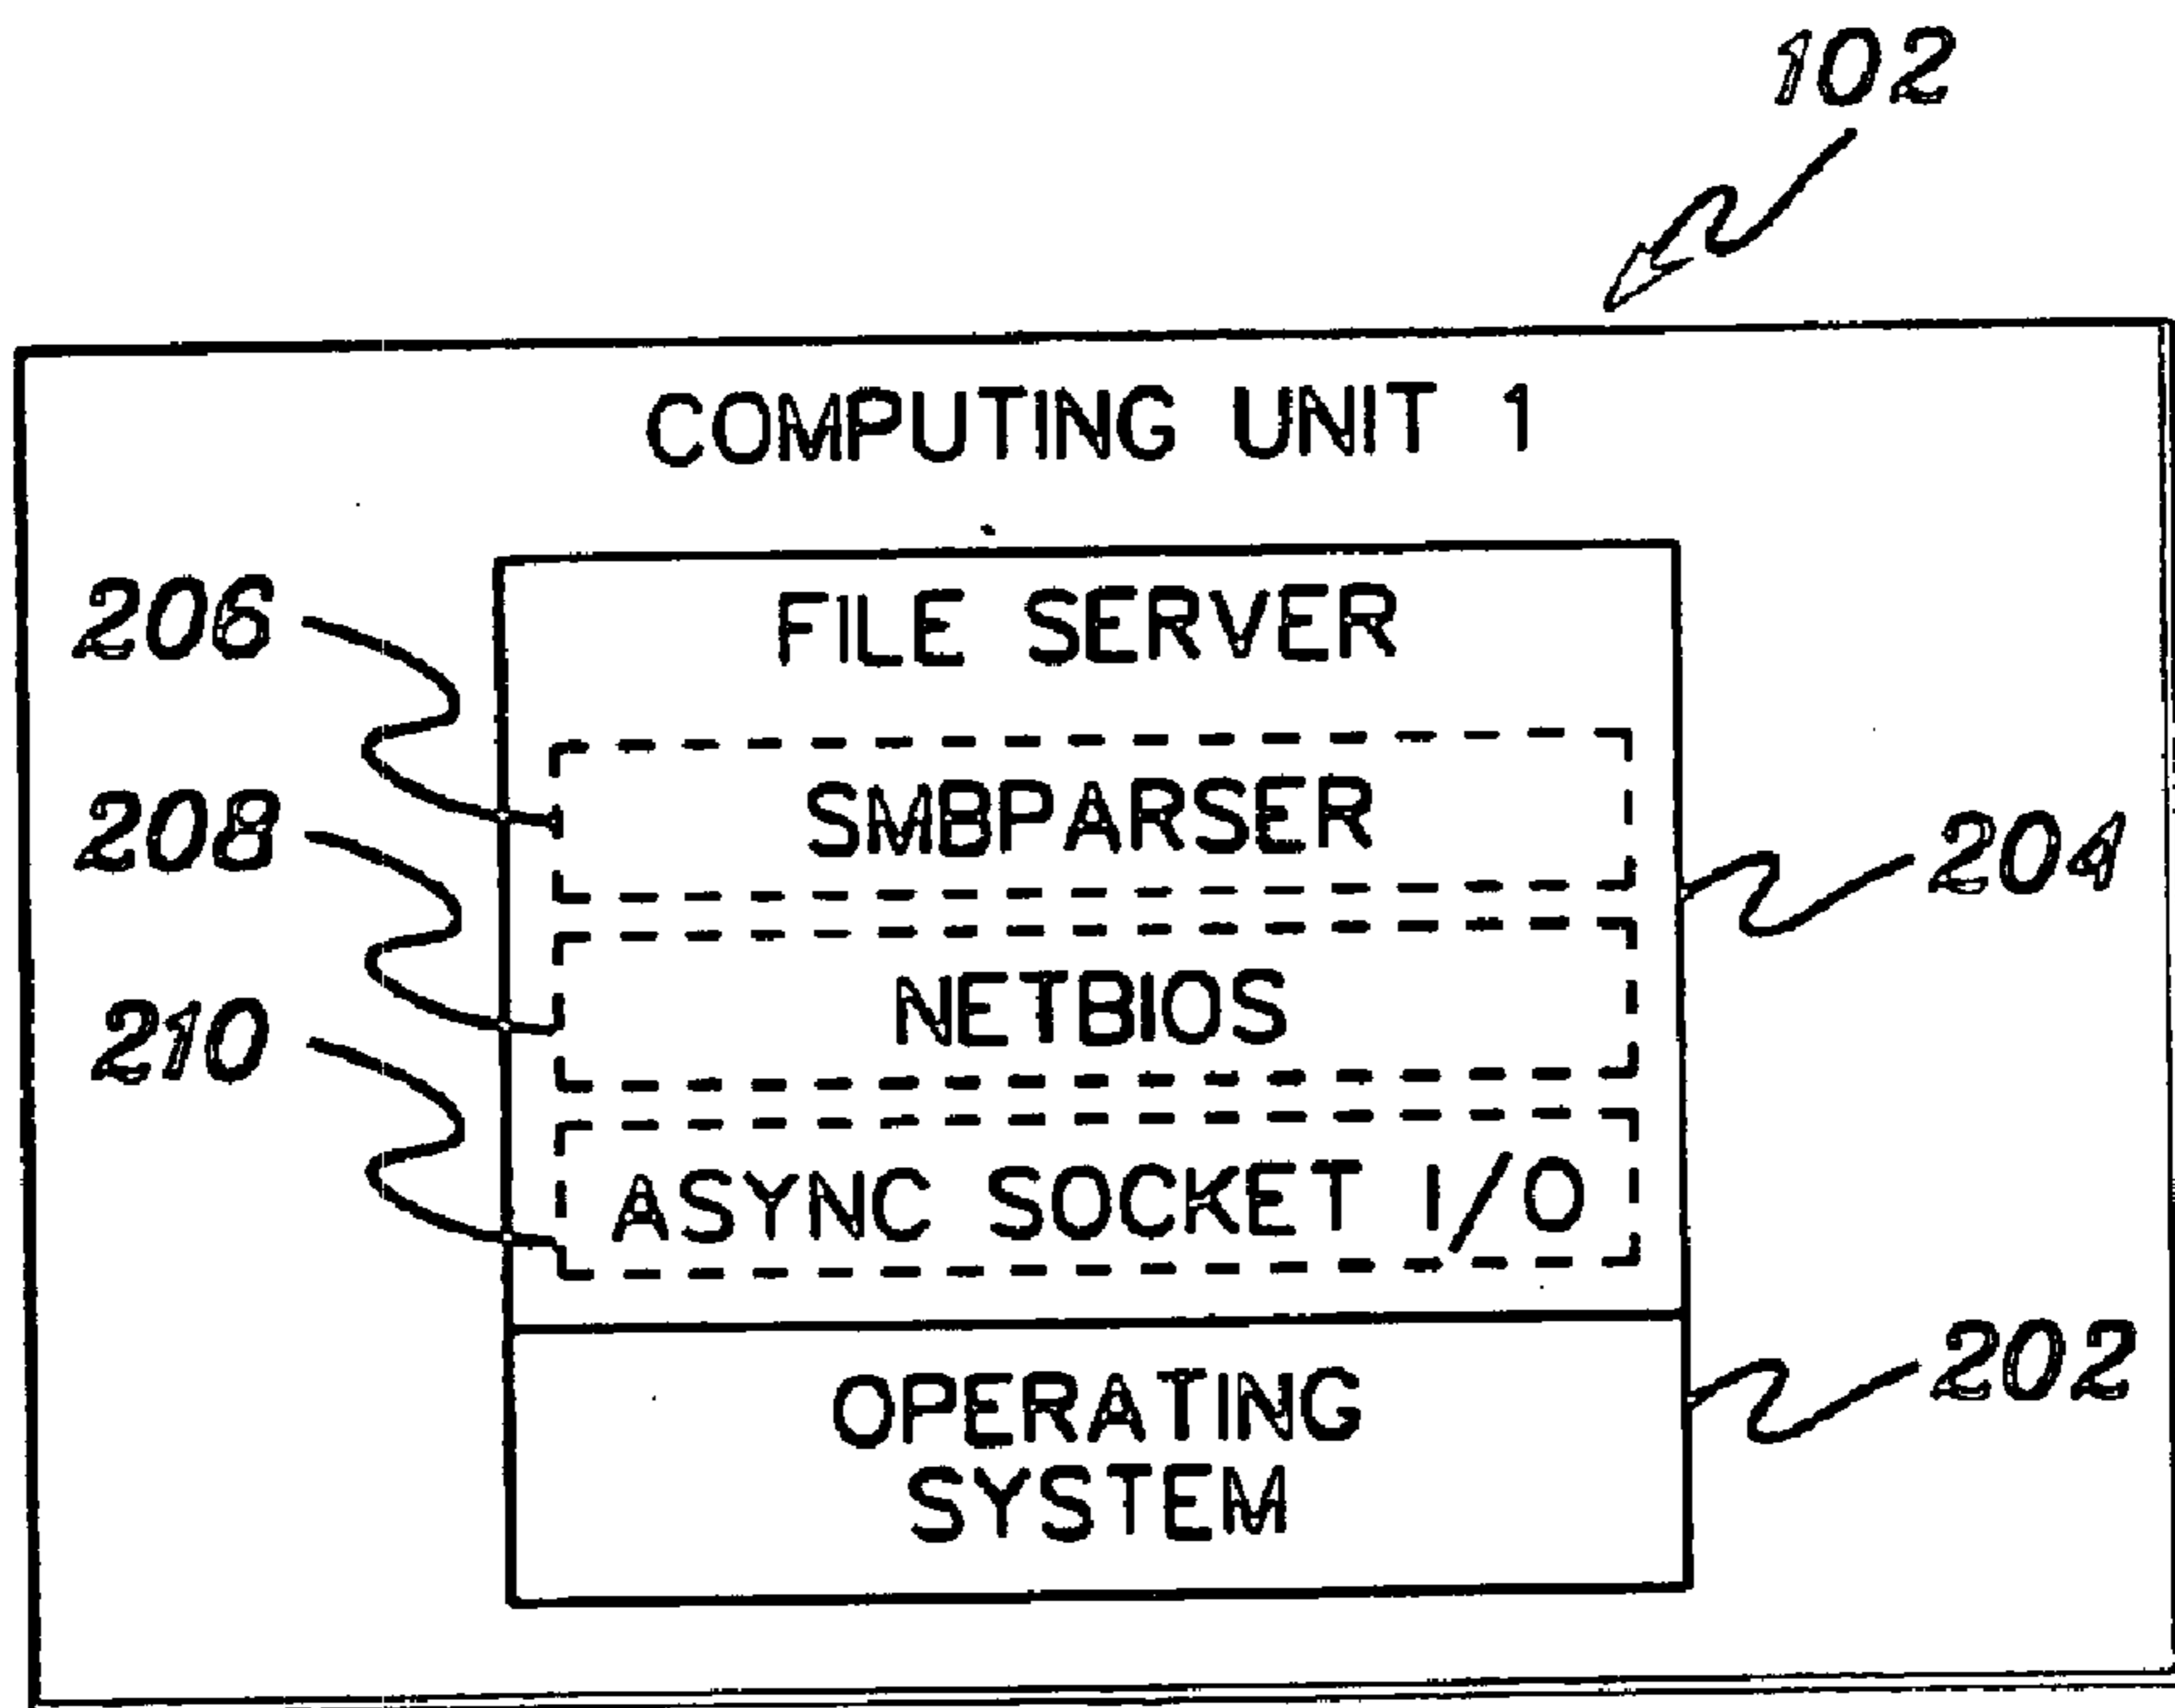 102
COMPUTING UNIT 1
206
FILE SERVER
SMBPARSER
208
204
NETBIOS
210
ASYNC SOCKET I/O
202
OPERATING
SYSTEM